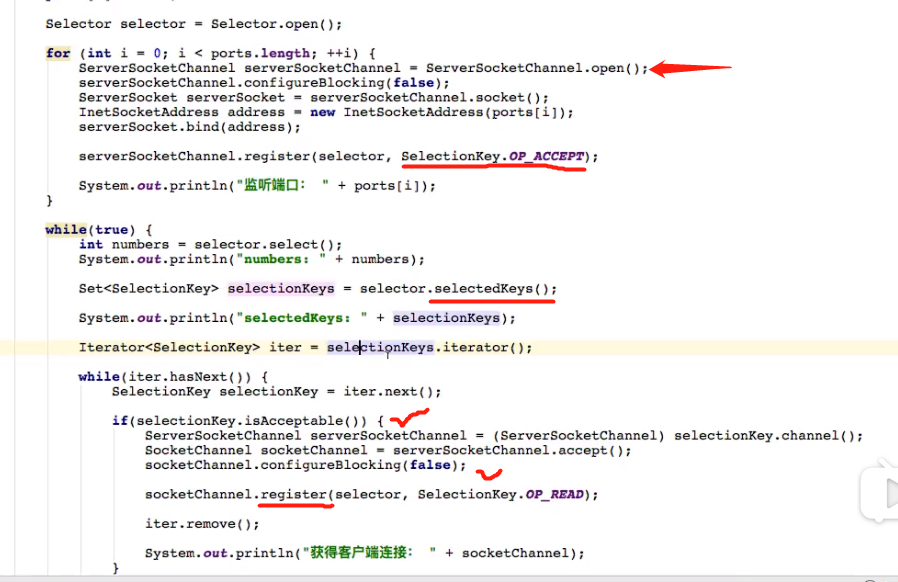 Selector selector = Selector.open();
for (int i = 0; i < ports.length; ++i) {
ServerSocketChannel serverSocketChannel = ServerSocketChannel.open();
serverSocketChannel.configureBlocking(false);
ServerSocket serverSocket = serverSocketChannel.socket();
InetSocketAddress address = new InetSocketAddress(ports[i]);
serverSocket.bind(address);
serverSocketChannel.register(selector, SelectionKey.OP_ACCEPT);
System.out.println("监听端口： " + ports[i]);
}
while(true) {
int numbers = selector.select();
System.out.println("numbers: " + numbers);
Set<SelectionKey> selectionKeys = selector.selectedKeys();
System.out.println("selectedKeys: " + selectionKeys);
Iterator<SelectionKey> iter = selectionKeys.iterator();
while(iter.hasNext()) {
SelectionKey selectionKey = iter.next();
if(selectionKey.isAcceptable()) {
ServerSocketChannel serverSocketChannel = (ServerSocketChannel) selectionKey.channel();
SocketChannel socketChannel = serverSocketChannel.accept();
socketChannel.configureBlocking(false);
socketChannel.register(selector, SelectionKey.OP_READ);
iter.remove();
System.out.println("获得客户端连接： " + socketChannel);
}